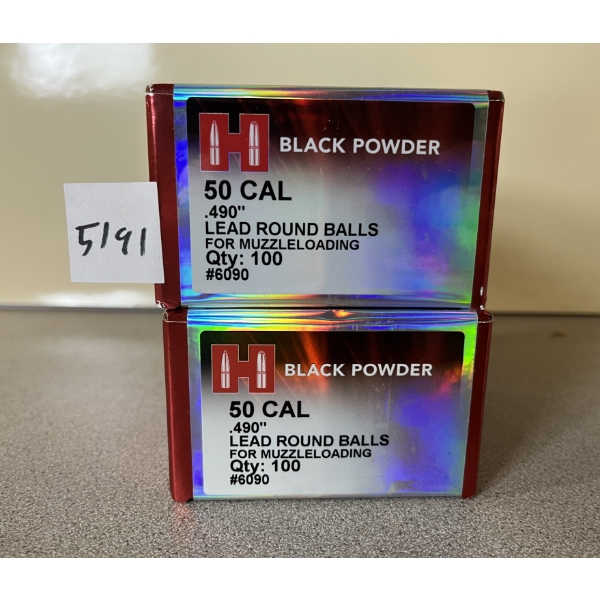 H
BLACK POWDER
50 CAL
.490"
LEAD ROUND BALLS
FOR MUZZLELOADING
Qty: 100
#6090
5191
H
BLACK POWDER
50 CAL
.490"
LEAD ROUND BALLS
FOR MUZZLELOADING
Qty: 100
#6090